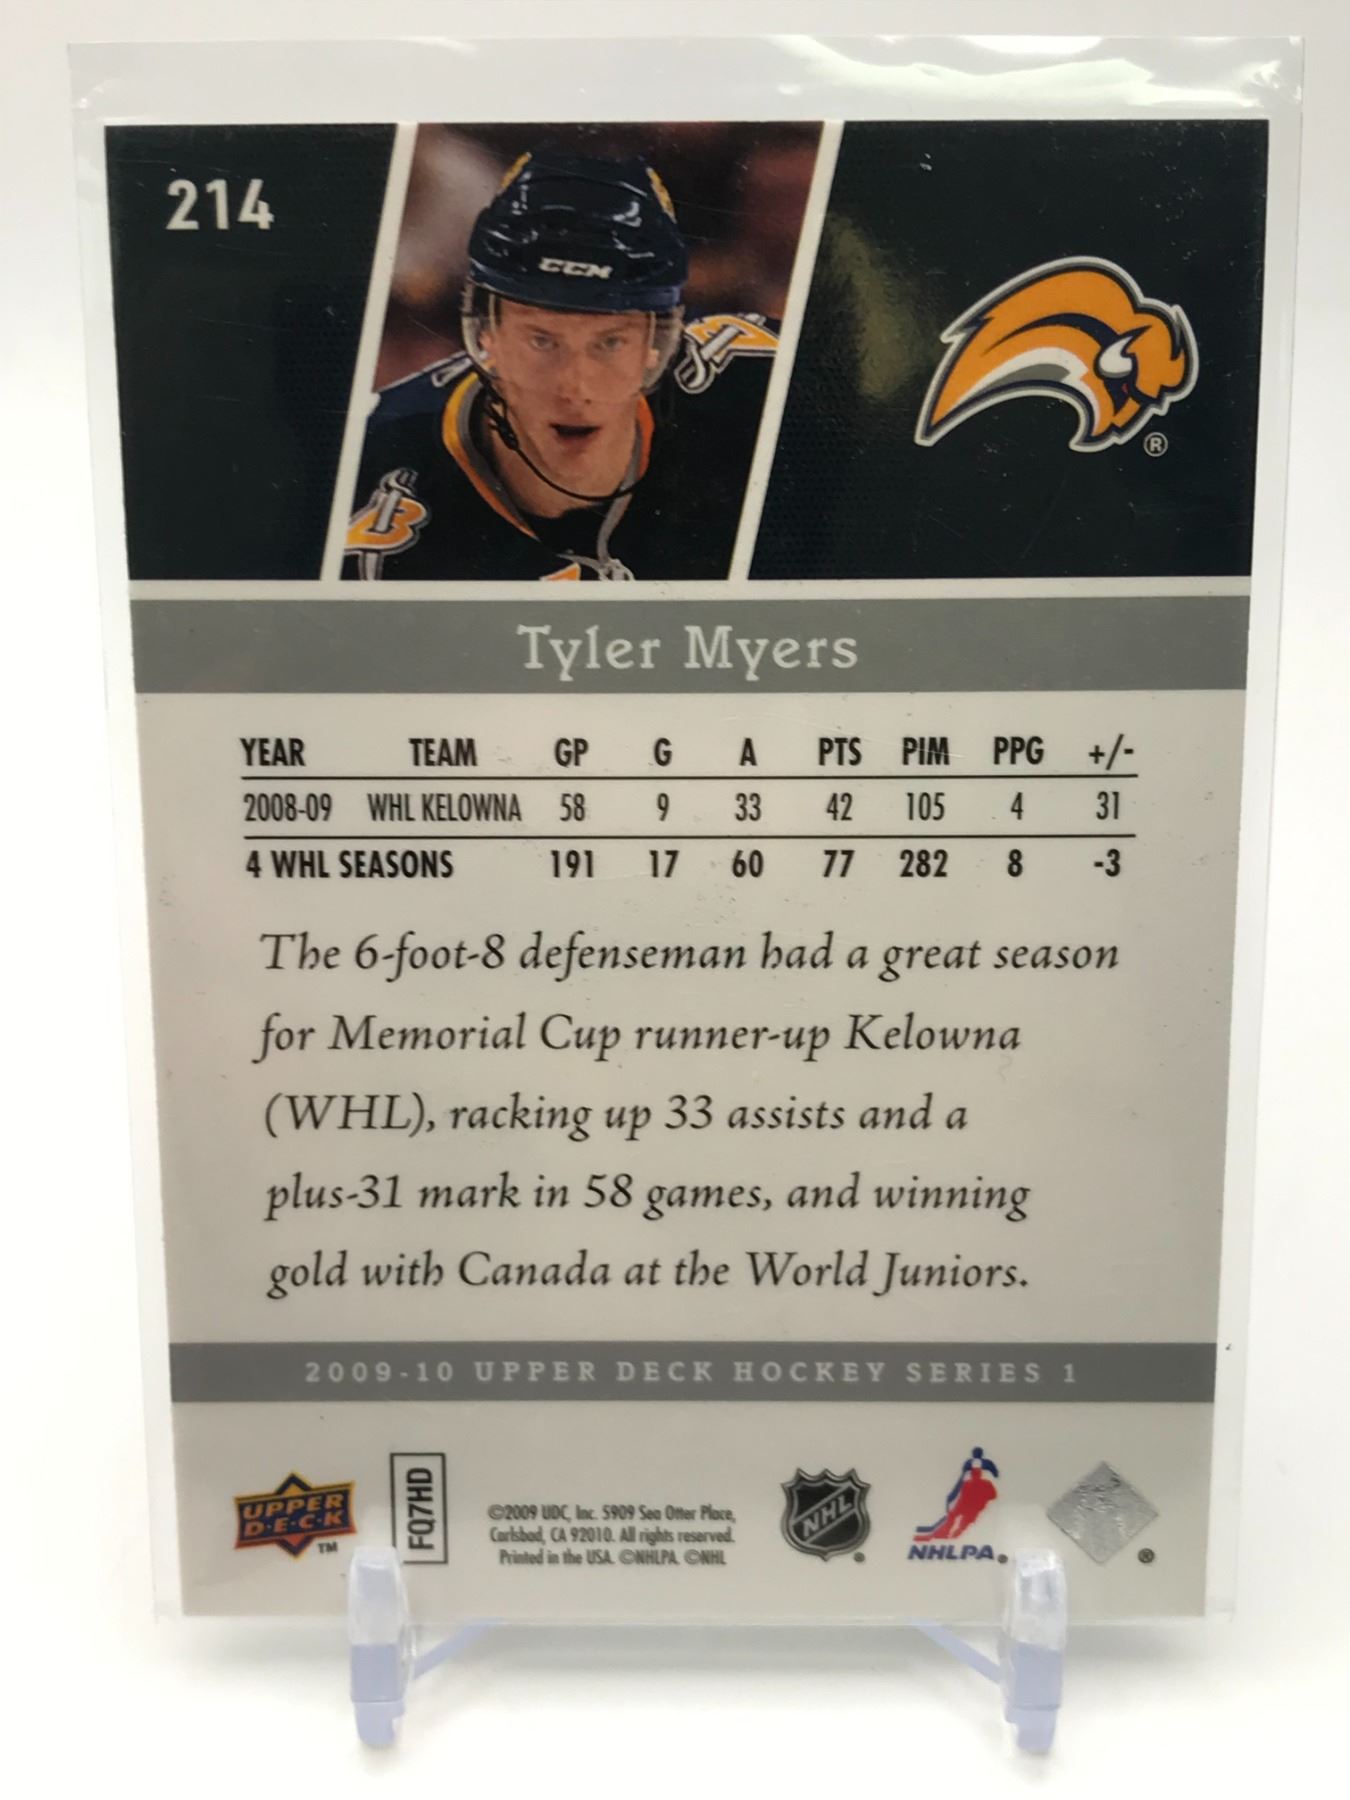 214
CCM
B
®
Tyler Myers
YEAR TEAM GP G A PTS PIM PPG +/-
2008-09 WHL KELOWNA 58 9 33 42 105 4 31
4 WHL SEASONS 191 17 60 77 282 8 -3
The 6-foot-8 defenseman had a great season
for Memorial Cup runner-up Kelowna
(WHL), racking up 33 assists and a
plus-31 mark in 58 games, and winning
gold with Canada at the World Juniors.
2009-10 UPPER DECK HOCKEY SERIES 1
UPPER
D·E·C·K
TM
FQ7HD
©2009 UDC, Inc. 5909 Sea Otter Place,
Carlsbad, CA 92010. All rights reserved.
Printed in the USA. ©NHLPA. ©NHL
NHL
®
NHLPA®
®